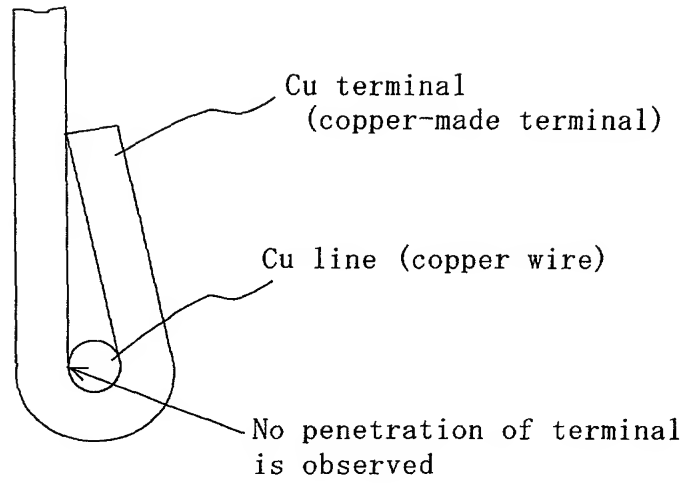 Cu terminal
(copper-made terminal)
Cu line (copper wire)
No penetration of terminal
is observed